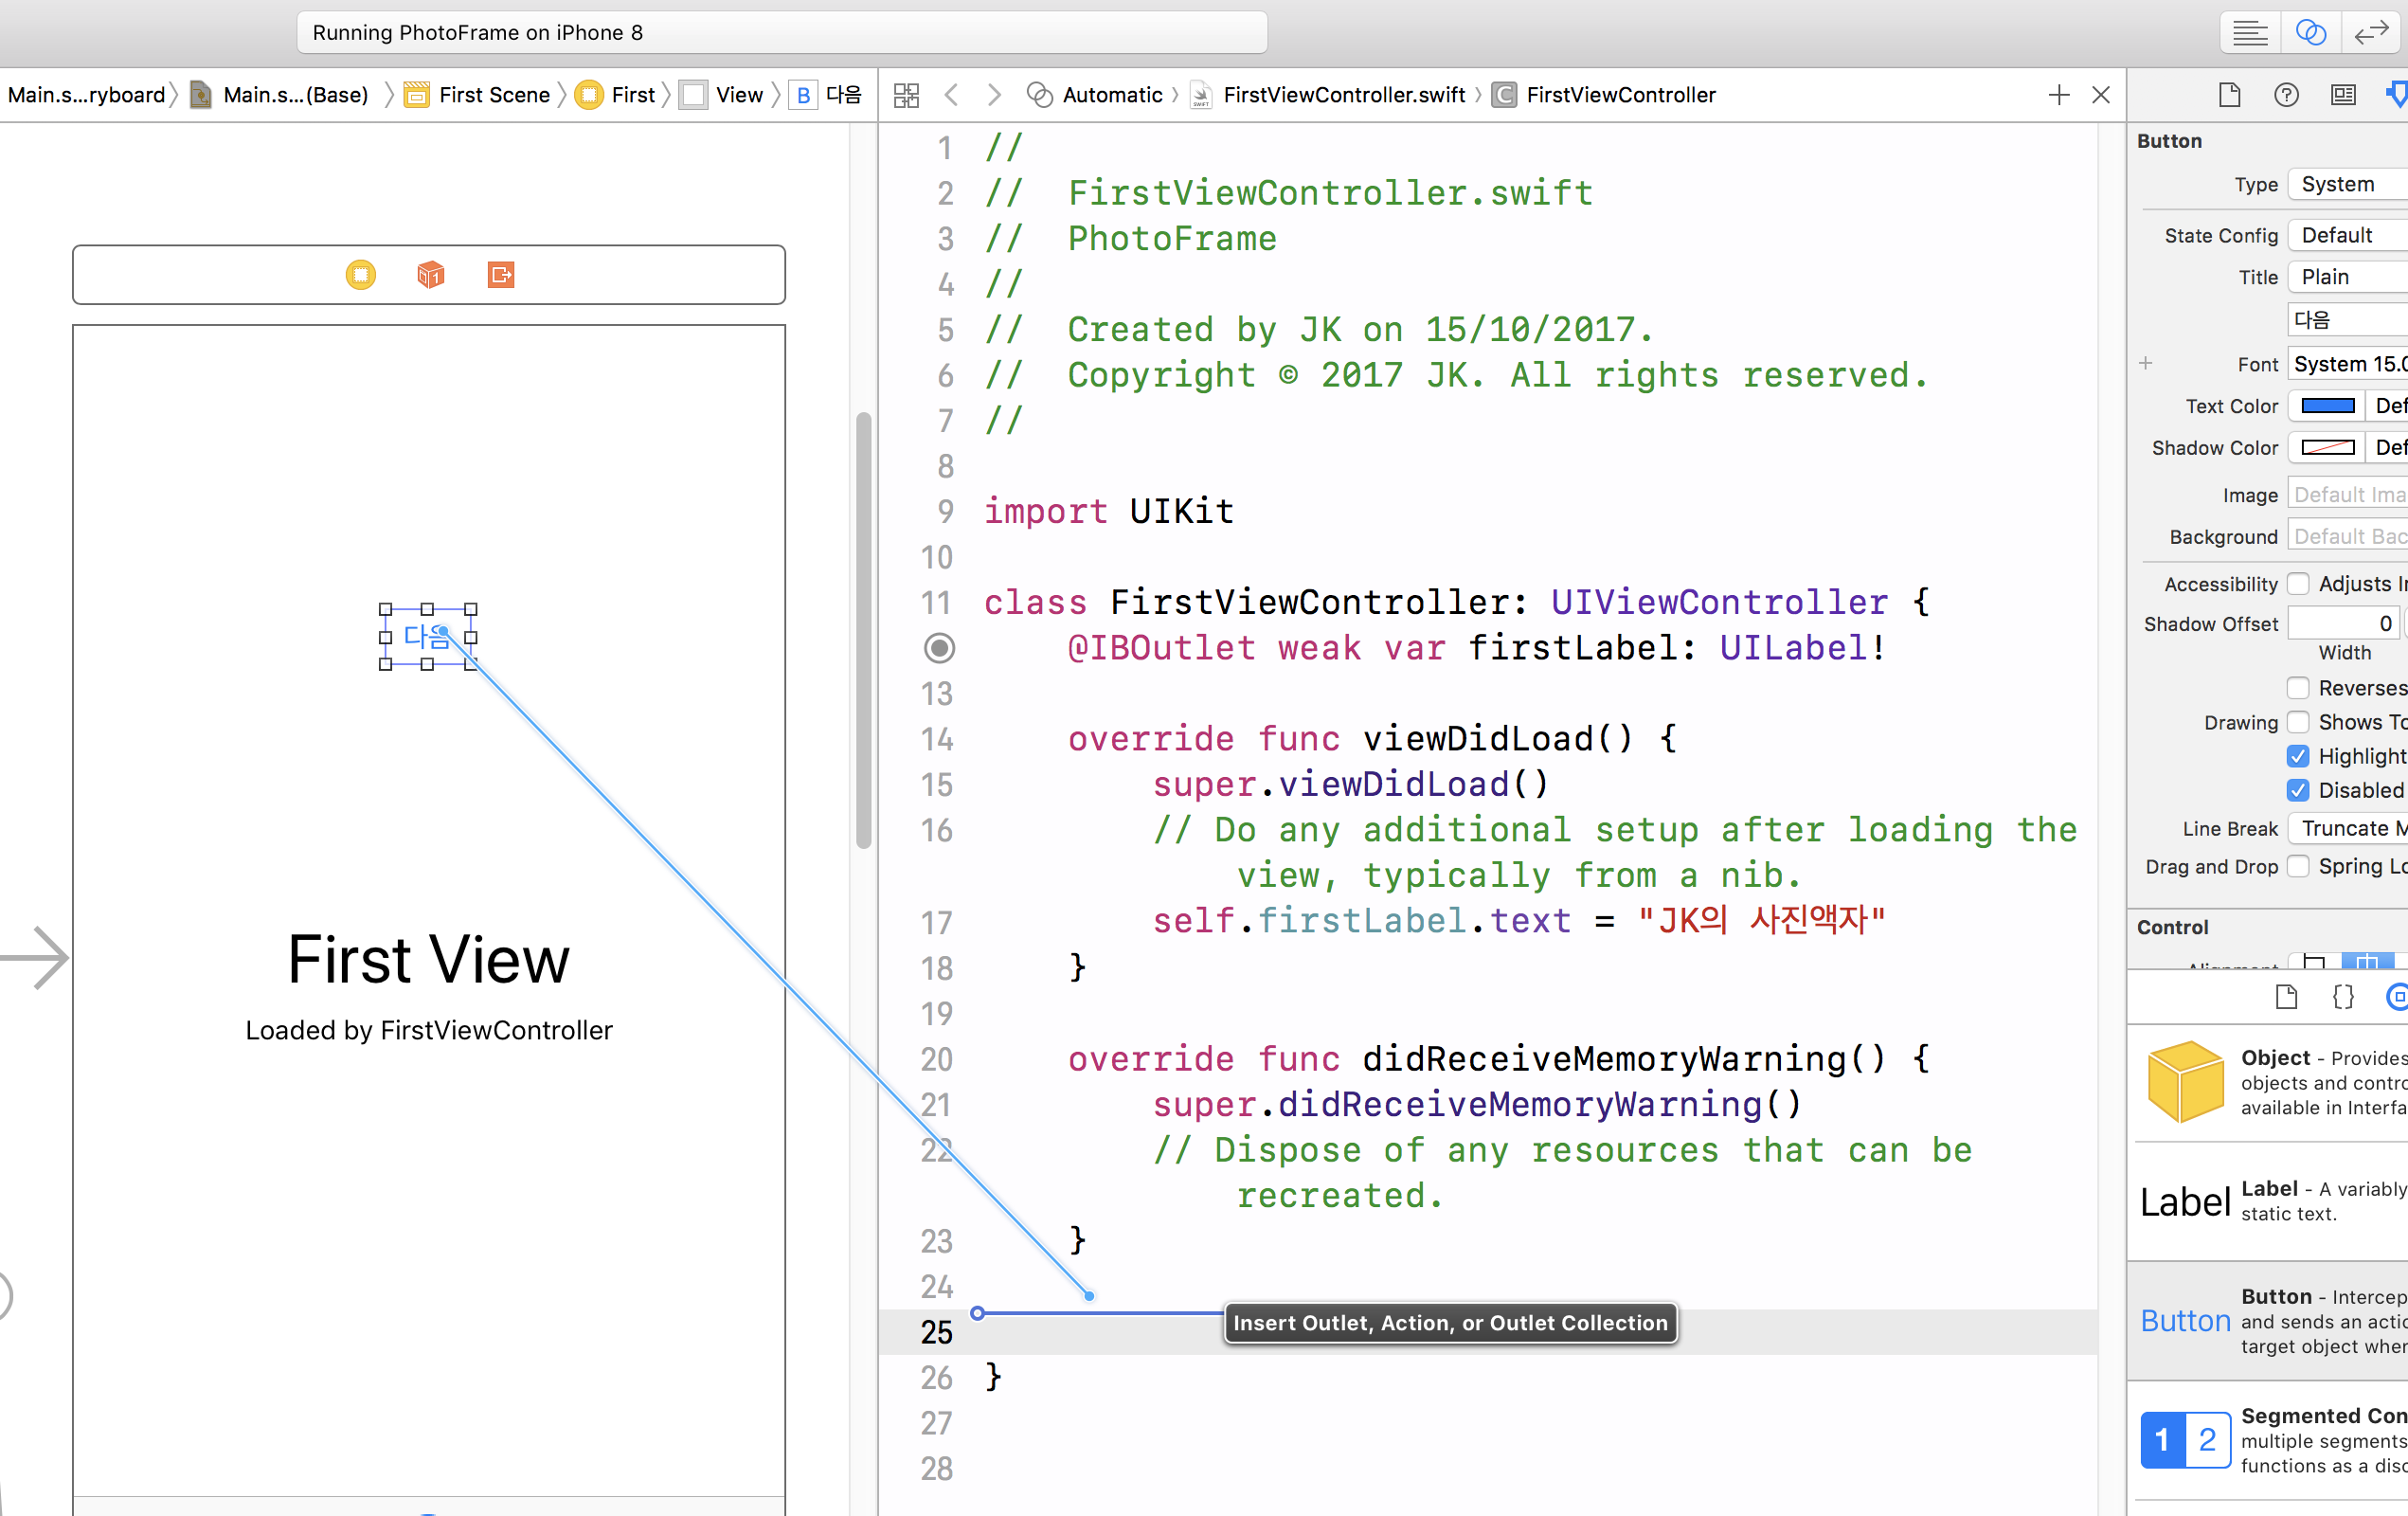 Running PhotoFrame on iPhone 8
Main.s...ryboard
Main.s...(Base)
First Scene
First
View
B
다음
Automatic
FirstViewController.swift
C
FirstViewController
1 //
2 //  FirstViewController.swift
3 //  PhotoFrame
4 //
5 //  Created by JK on 15/10/2017.
6 //  Copyright © 2017 JK. All rights reserved.
7 //
8
9 import UIKit
10
11 class FirstViewController: UIViewController {
@IBOutlet weak var firstLabel: UILabel!
13
14 override func viewDidLoad() {
15 super.viewDidLoad()
16 // Do any additional setup after loading the
view, typically from a nib.
17 self.firstLabel.text = "JK의 사진액자"
18 }
19
20 override func didReceiveMemoryWarning() {
21 super.didReceiveMemoryWarning()
22 // Dispose of any resources that can be
recreated.
23 }
24
25
Insert Outlet, Action, or Outlet Collection
26 }
27
28
다음
First View
Loaded by FirstViewController
Button
Type System
State Config Default
Title Plain
다음
Font System 15.0
Text Color Def
Shadow Color Def
Image Default Ima
Background Default Bac
Accessibility Adjusts I
Shadow Offset 0
Width
Reverses
Drawing Shows To
Highlight
Disabled
Line Break Truncate M
Drag and Drop Spring Lo
Control
Alignment
{}
Object - Provides
objects and contro
available in Interfa
Label
Label - A variably
static text.
Button
Button - Intercep
and sends an actio
target object when
1 2
Segmented Con
multiple segments
functions as a disc